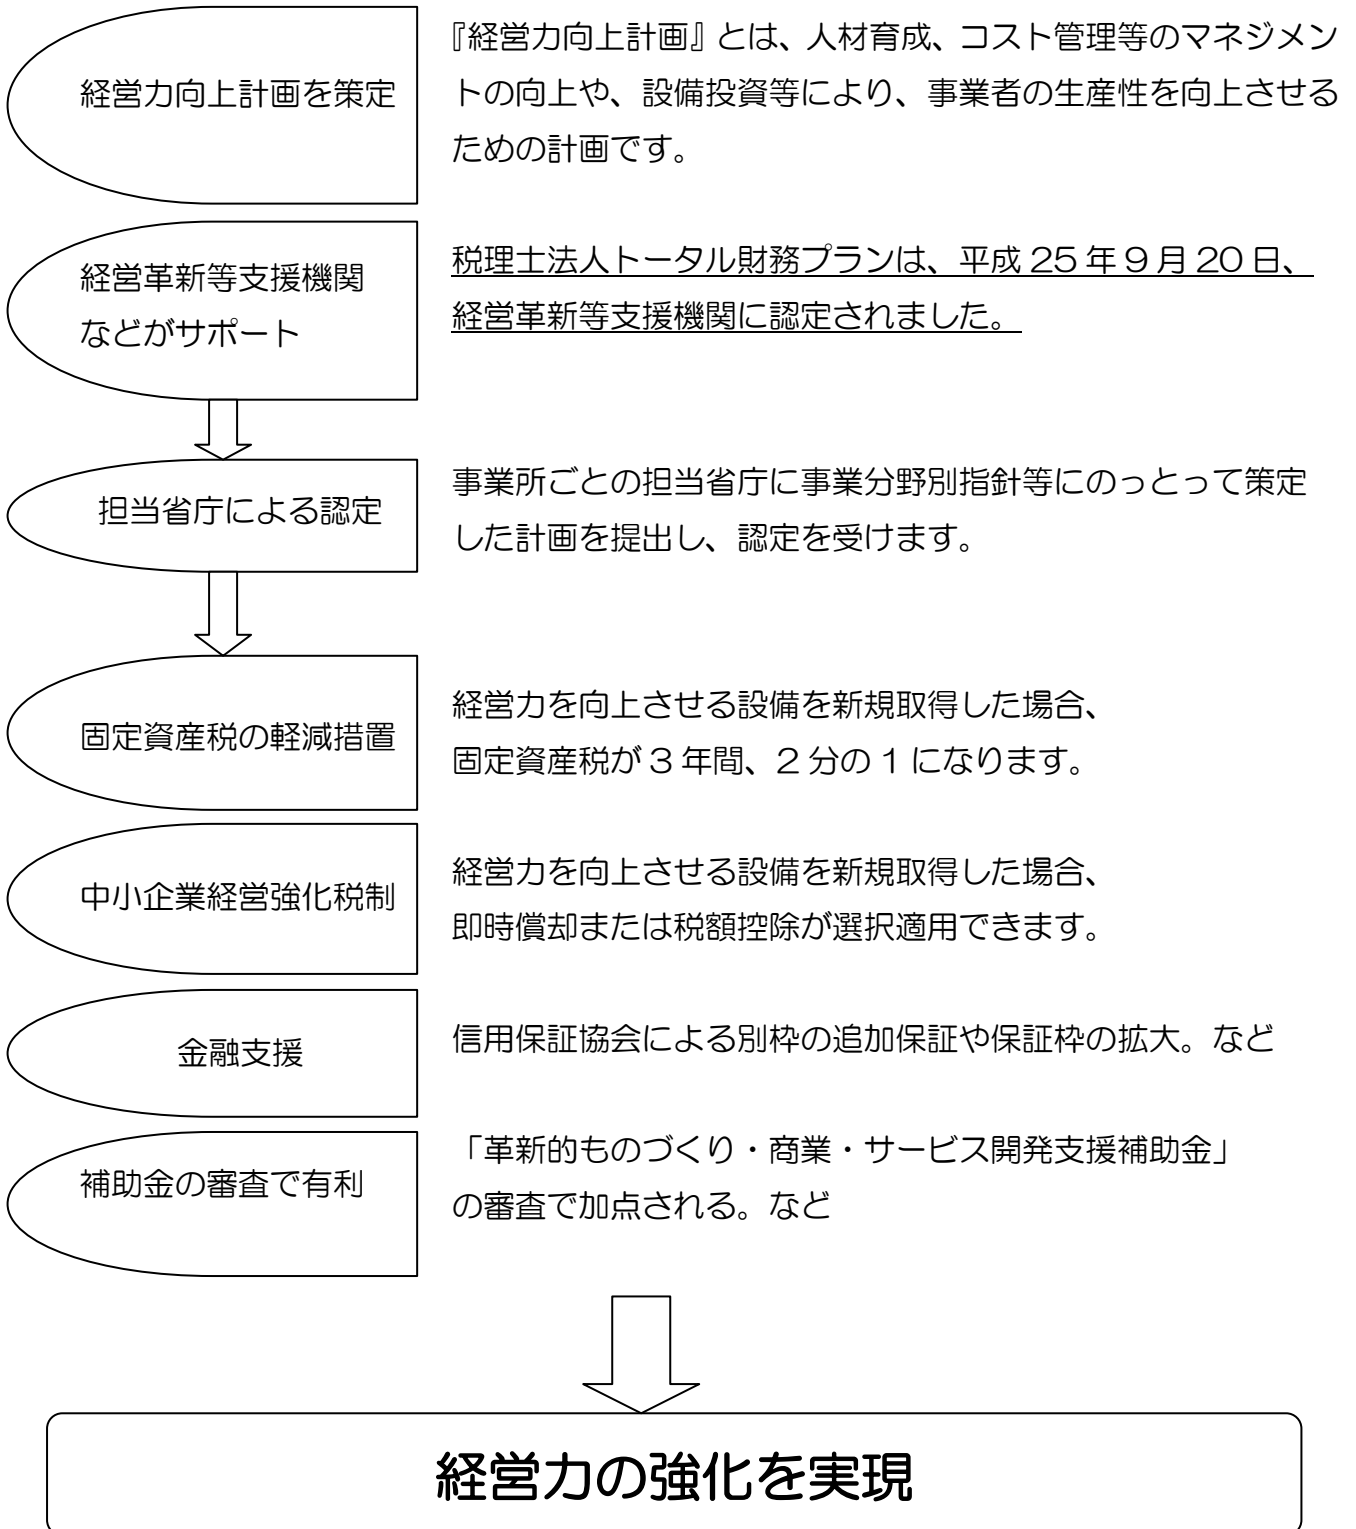 経営力向上計画を策定
『経営力向上計画』とは、人材育成、コスト管理等のマネジメン
トの向上や、設備投資等により、事業者の生産性を向上させる
ための計画です。
経営革新等支援機関
などがサポート
税理士法人トータル財務プランは、平成 25 年 9 月 20 日、
経営革新等支援機関に認定されました。
担当省庁による認定
事業所ごとの担当省庁に事業分野別指針等にのっとって策定
した計画を提出し、認定を受けます。
固定資産税の軽減措置
経営力を向上させる設備を新規取得した場合、
固定資産税が 3 年間、2 分の 1 になります。
中小企業経営強化税制
経営力を向上させる設備を新規取得した場合、
即時償却または税額控除が選択適用できます。
金融支援
信用保証協会による別枠の追加保証や保証枠の拡大。など
補助金の審査で有利
「革新的ものづくり・商業・サービス開発支援補助金」
の審査で加点される。など
経営力の強化を実現